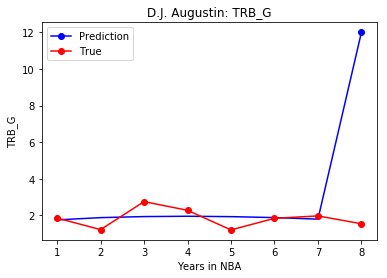 D.J. Augustin: TRB_G
Prediction
True
12
10
8
6
4
2
TRB_G
1 2 3 4 5 6 7 8
Years in NBA